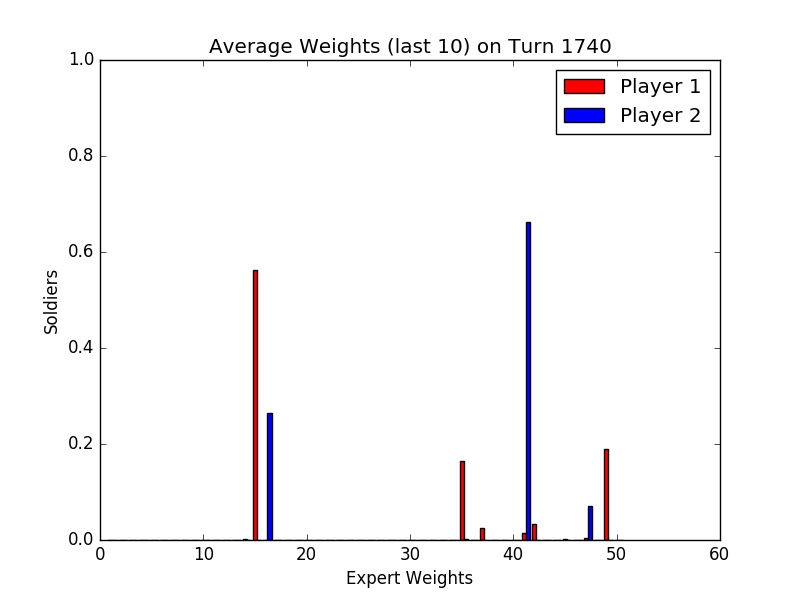 Average Weights (last 10) on Turn 1740
1.0
0.8
0.6
0.4
0.2
0.0
Soldiers
Player 1
Player 2
0 10 20 30 40 50 60
Expert Weights